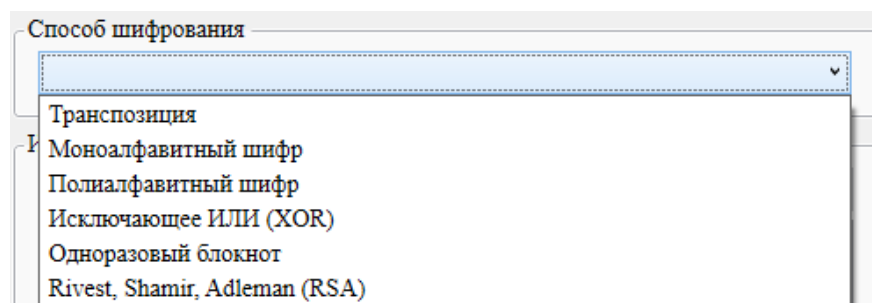 Способ шифрования
Транспозиция
Моноалфавитный шифр
Полиалфавитный шифр
Исключающее ИЛИ (XOR)
Одноразовый блокнот
Rivest, Shamir, Adleman (RSA)